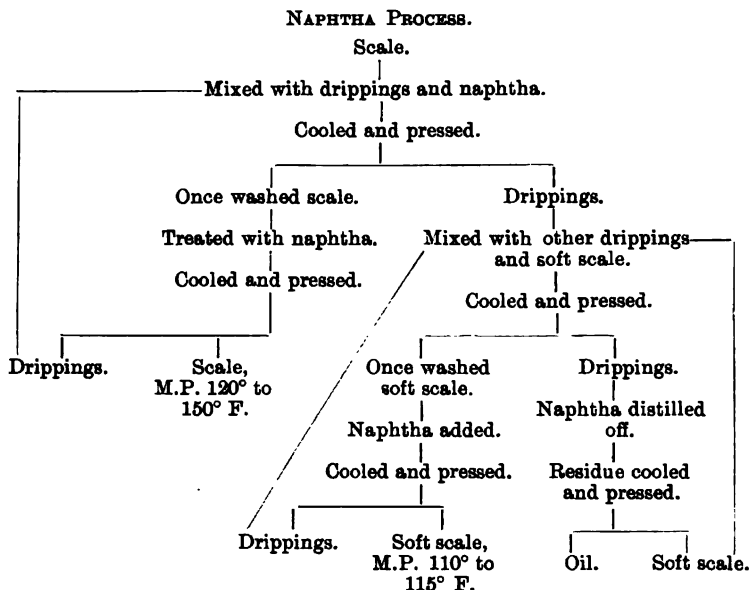 NAPHTHA PROCESS.
Scale.
Mixed with drippings and naphtha.
Cooled and pressed.
Once washed scale.
Treated with naphtha.
Cooled and pressed.
Drippings.
Scale,
M.P. 120° to
150° F.
Drippings.
Mixed with other drippings
and soft scale.
Cooled and pressed.
Once washed
soft scale.
Naphtha added.
Cooled and pressed.
Drippings.
Soft scale,
M.P. 110° to
115° F.
Drippings.
Naphtha distilled
off.
Residue cooled
and pressed.
Oil.
Soft scale.